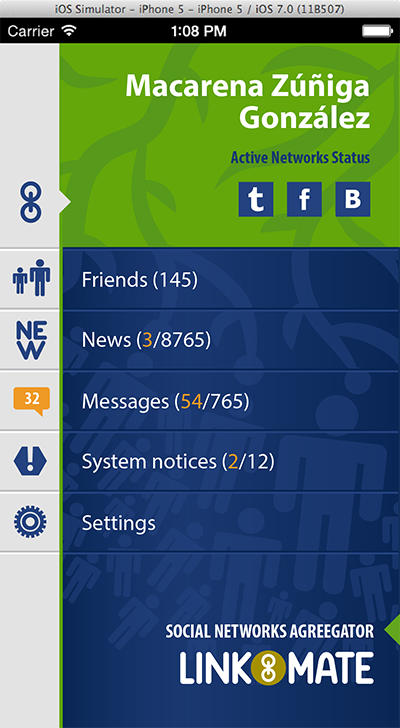 iOS Simulator - iPhone 5 - iPhone 5 / iOS 7.0 (11B507)
Carrier 1:08 PM
Macarena Zúñiga
González
Active Networks Status
t f B
Friends (145)
NEW
News (3/8765)
32
Messages (54/765)
!
System notices (2/12)
Settings
SOCIAL NETWORKS AGREEGATOR
LINK MATE